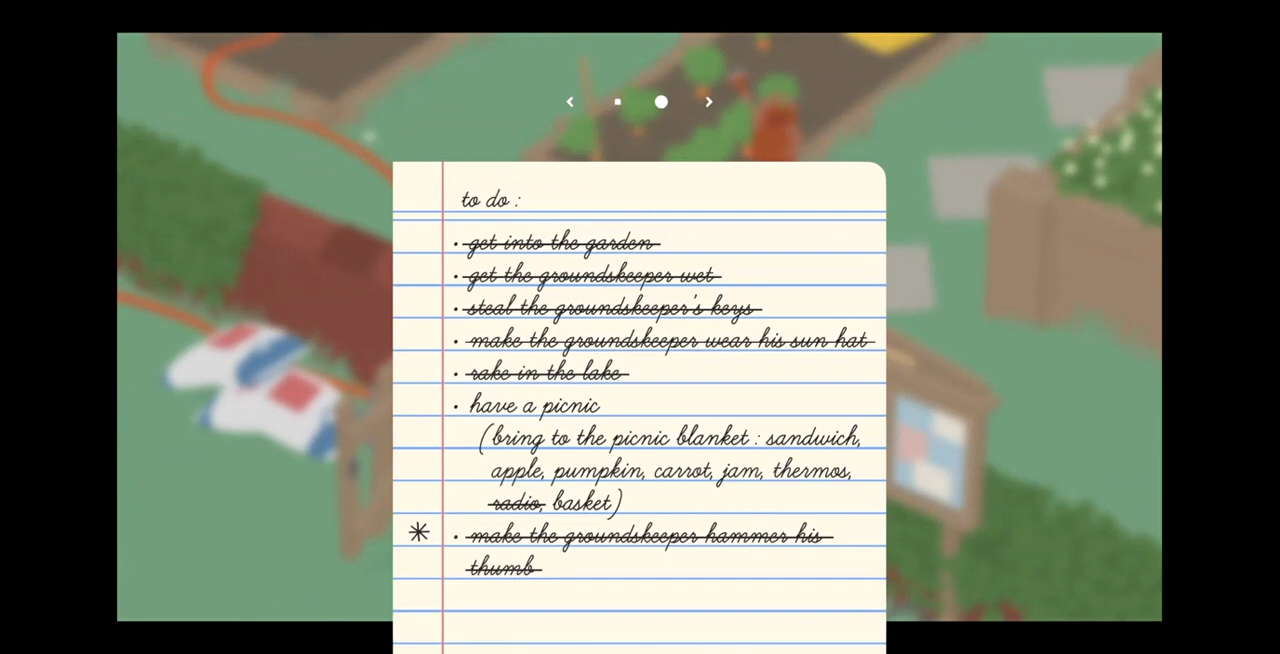 to do :
· get into the garden
· get the groundskeeper wet
· steal the groundskeeper's keys
· make the groundskeeper wear his sun hat
· rake in the lake
· have a picnic
(bring to the picnic blanket : sandwich,
apple, pumpkin, carrot, jam, thermos,
radio, basket)
· make the groundskeeper hammer his
thumb